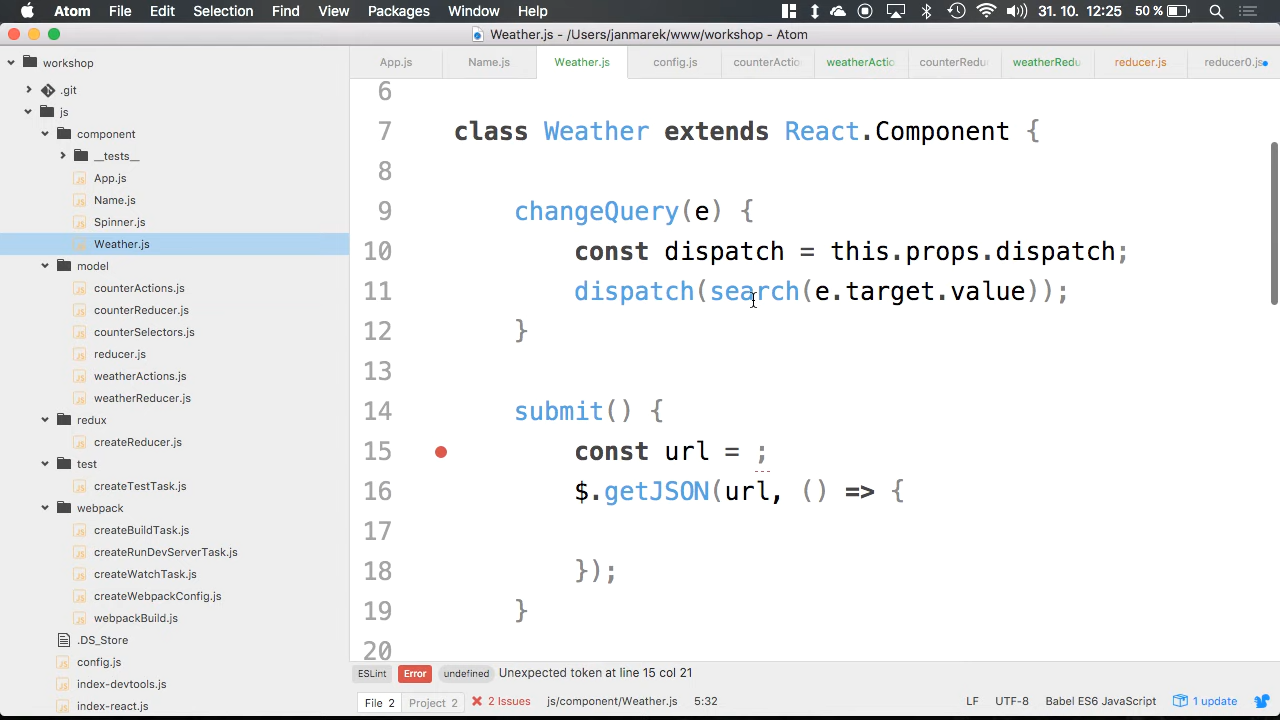 Atom File Edit Selection Find View Packages Window Help 31. 10. 12:25 50 %
Weather.js - /Users/janmarek/www/workshop - Atom
workshop
.git
js
component
__tests__
App.js
Name.js
Spinner.js
Weather.js
model
counterActions.js
counterReducer.js
counterSelectors.js
reducer.js
weatherActions.js
weatherReducer.js
redux
createReducer.js
test
createTestTask.js
webpack
createBuildTask.js
createRunDevServerTask.js
createWatchTask.js
createWebpackConfig.js
webpackBuild.js
.DS_Store
config.js
index-devtools.js
index-react.js
App.js Name.js Weather.js config.js counterActio weatherActio counterRedu weatherRedu reducer.js reducer0.js
6
7 class Weather extends React.Component {
8
9 changeQuery(e) {
10 const dispatch = this.props.dispatch;
11 dispatch(search(e.target.value));
12 }
13
14 submit() {
15 const url = ;
16 $.getJSON(url, () => {
17
18 });
19 }
20
ESLint Error undefined Unexpected token at line 15 col 21
File 2 Project 2 2 Issues js/component/Weather.js 5:32 LF UTF-8 Babel ES6 JavaScript 1 update